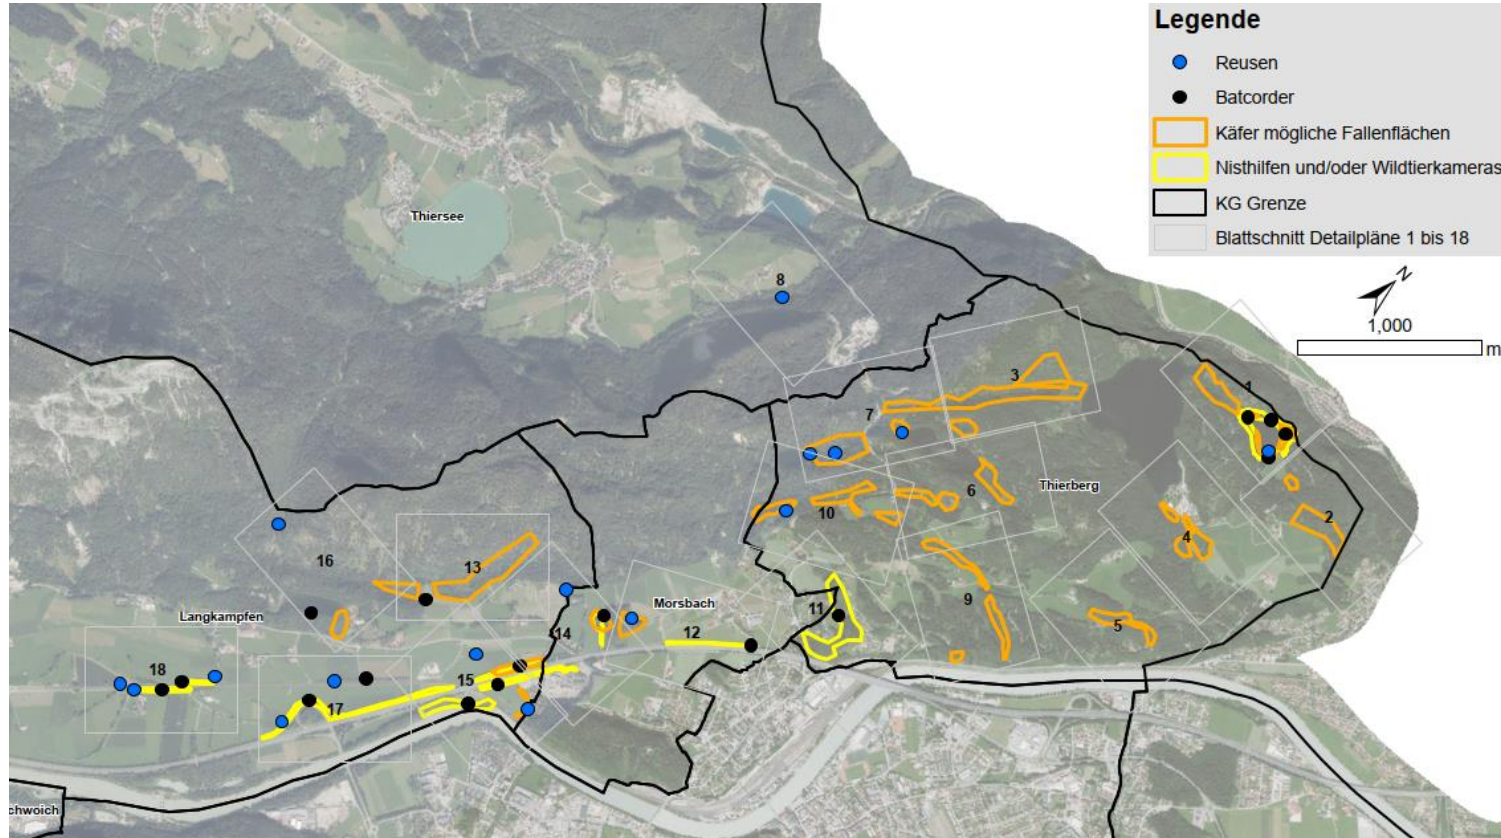 Legende
Reusen
Batcorder
Käfer mögliche Fallenflächen
Nisthilfen und/oder Wildtierkameras
KG Grenze
Blattschnitt Detailpläne 1 bis 18
N
1,000
m
Thiersee
8
3
1
7
6
Thierberg
10
2
4
16
13
Langkampfen
Morsbach
11
9
14
12
5
18
15
17
chwoich